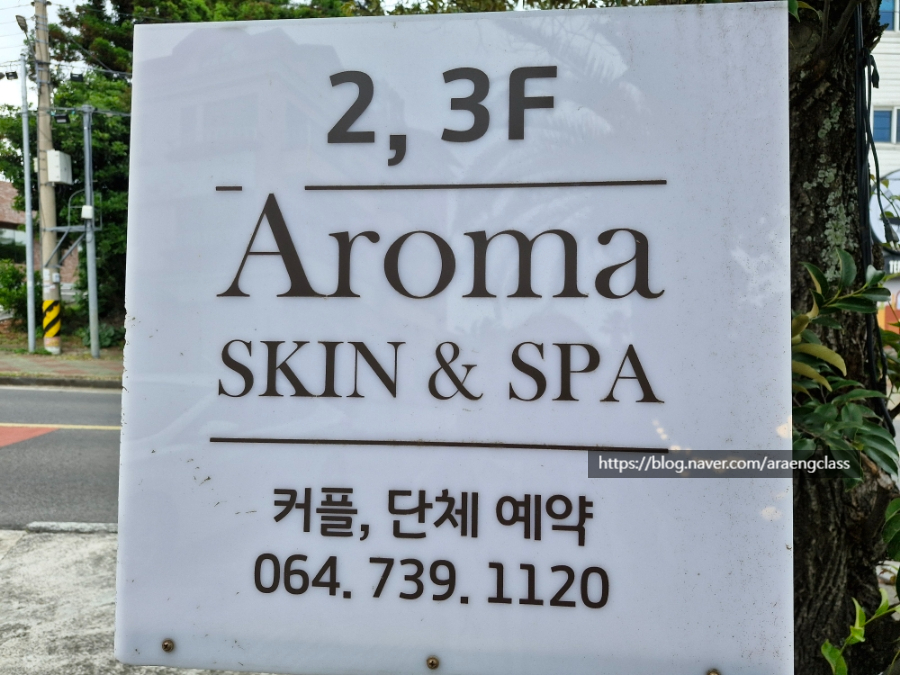 2, 3F
Aroma
SKIN & SPA
https://blog.naver.com/araengclass
커플, 단체 예약
064. 739. 1120